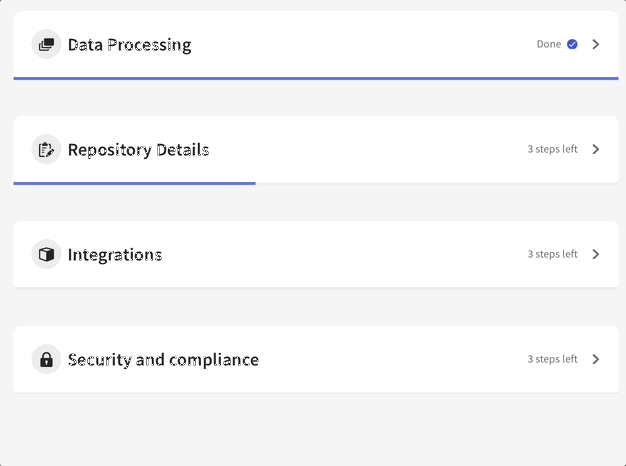 Data Processing
Done
Repository Details
3 steps left
Integrations
3 steps left
Security and compliance
3 steps left